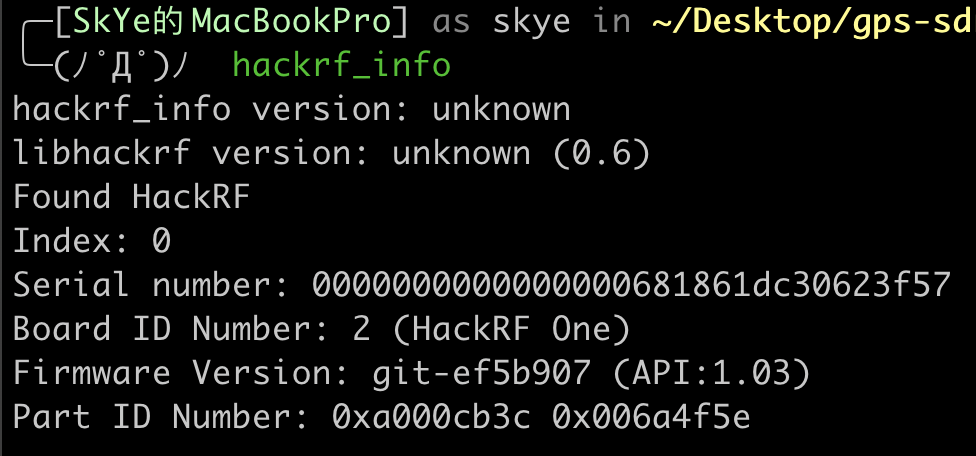 [SkYe的MacBookPro] as skye in ~/Desktop/gps-sd
(ﾉﾟДﾟ)ﾉ hackrf_info
hackrf_info version: unknown
libhackrf version: unknown (0.6)
Found HackRF
Index: 0
Serial number: 0000000000000000681861dc30623f57
Board ID Number: 2 (HackRF One)
Firmware Version: git-ef5b907 (API:1.03)
Part ID Number: 0xa000cb3c 0x006a4f5e